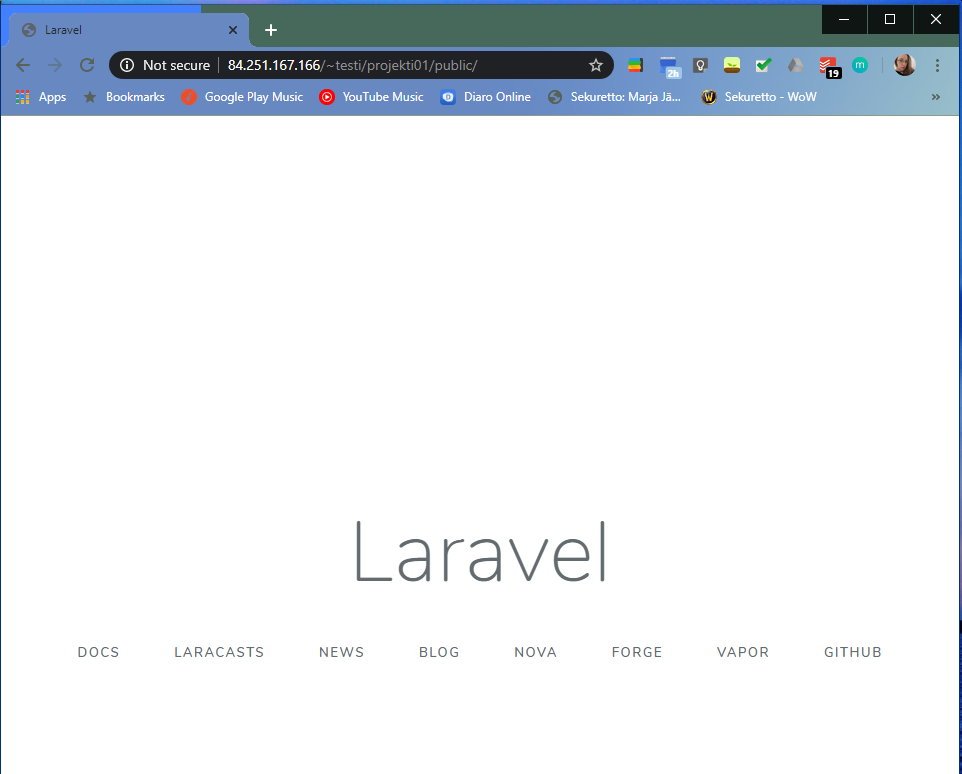 Laravel
Not secure 84.251.167.166/~testi/projekti01/public/
2h
19
m
Apps Bookmarks Google Play Music YouTube Music Diaro Online Sekuretto: Marja Jä... W Sekuretto - WoW »
Laravel
DOCS LARACASTS NEWS BLOG NOVA FORGE VAPOR GITHUB